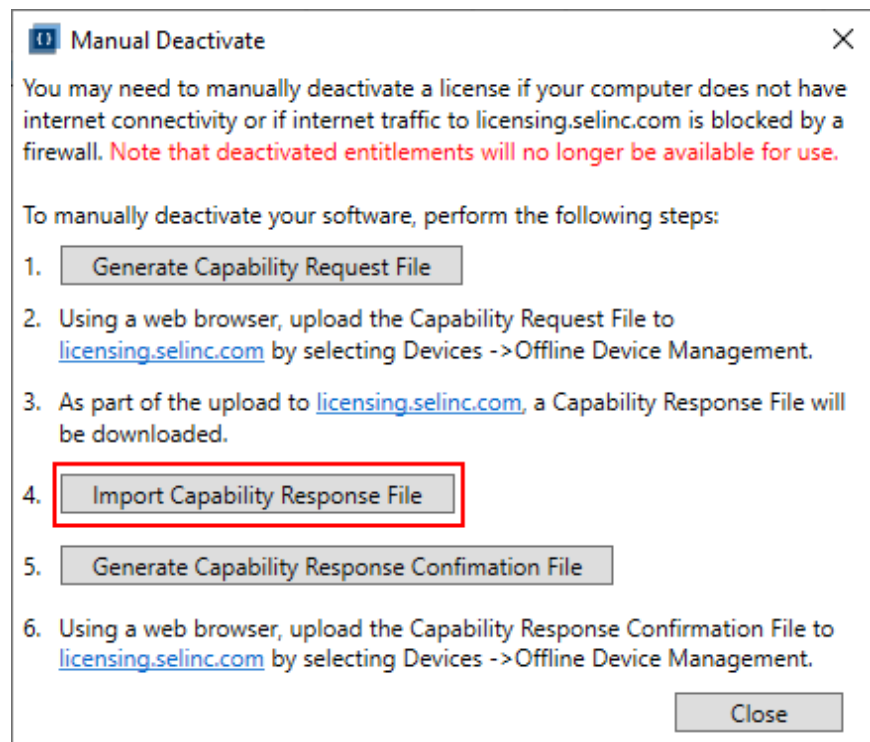 Manual Deactivate
You may need to manually deactivate a license if your computer does not have
internet connectivity or if internet traffic to licensing.selinc.com is blocked by a
firewall. Note that deactivated entitlements will no longer be available for use.
To manually deactivate your software, perform the following steps:
1. Generate Capability Request File
2. Using a web browser, upload the Capability Request File to
licensing.selinc.com by selecting Devices ->Offline Device Management.
3. As part of the upload to licensing.selinc.com, a Capability Response File will
be downloaded.
4. Import Capability Response File
5. Generate Capability Response Confimation File
6. Using a web browser, upload the Capability Response Confirmation File to
licensing.selinc.com by selecting Devices ->Offline Device Management.
Close